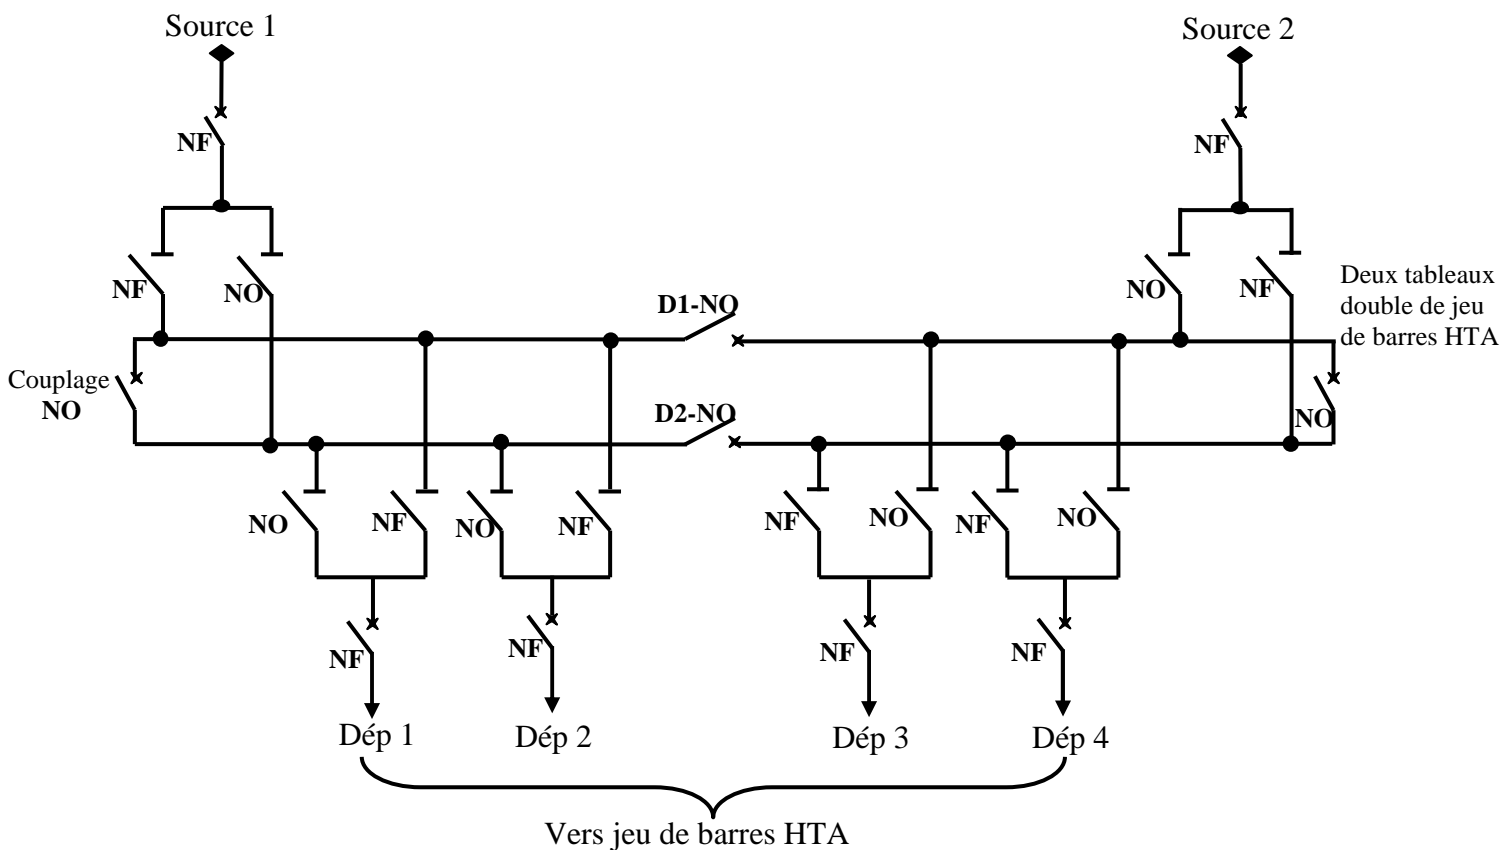 Source 1
Source 2
NF
NF
NF
NO
NO
NF
Deux tableaux
double de jeu
de barres HTA
D1-NO
Couplage
NO
D2-NO
NO
NO
NF
NO
NF
NF
NO
NF
NO
NF
NF
NF
NF
Dép 1
Dép 2
Dép 3
Dép 4
Vers jeu de barres HTA